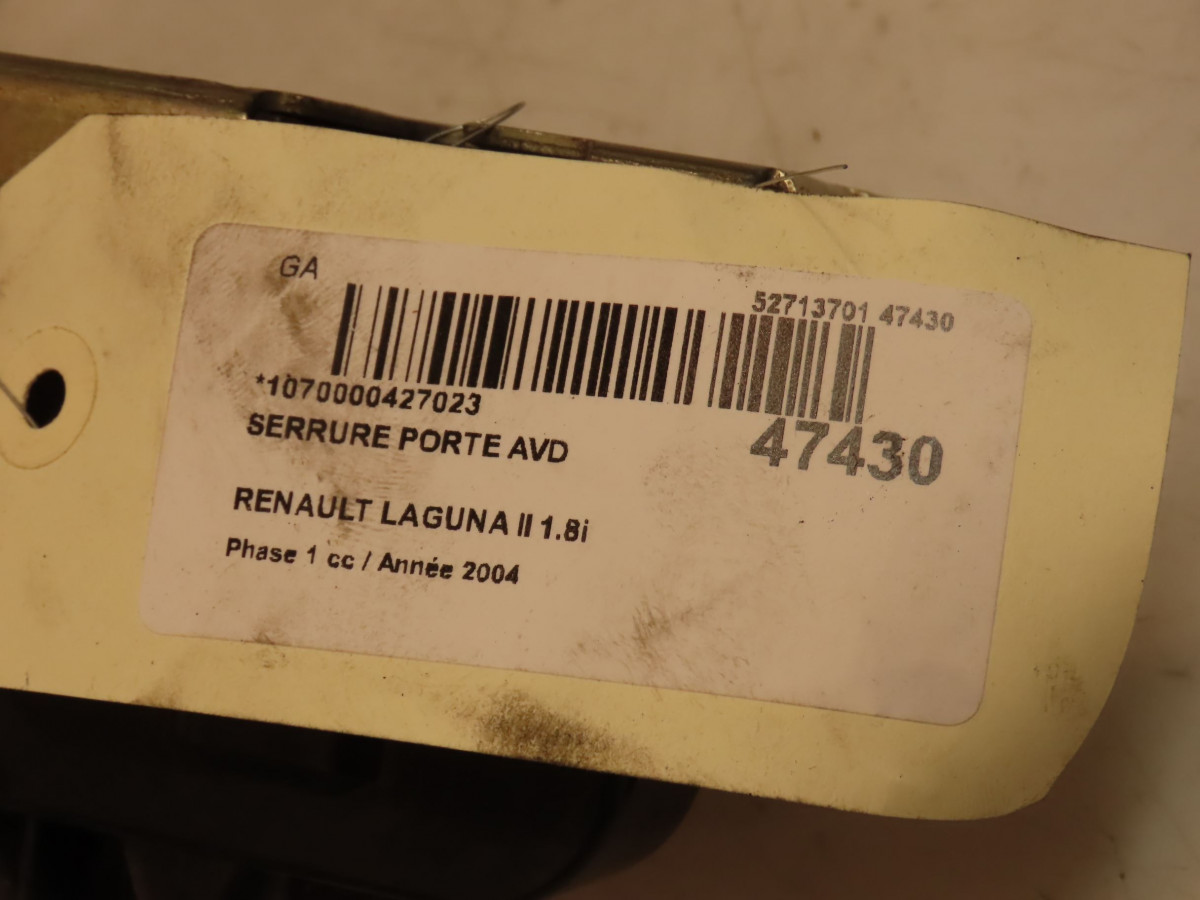 GA
52713701 47430
*1070000427023
SERRURE PORTE AVD
47430
RENAULT LAGUNA II 1.8i
Phase 1 cc / Année 2004